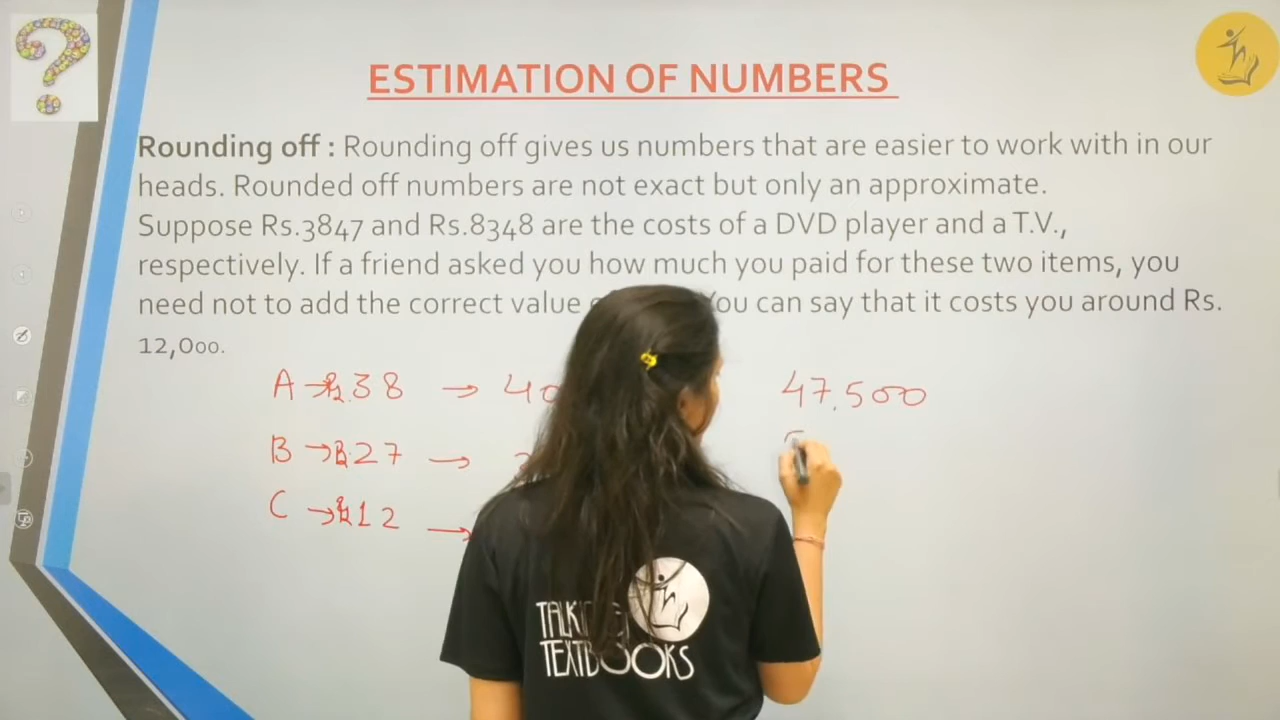 ESTIMATION OF NUMBERS
Rounding off : Rounding off gives us numbers that are easier to work with in our
heads. Rounded off numbers are not exact but only an approximate.
Suppose Rs.3847 and Rs.8348 are the costs of a DVD player and a T.V.,
respectively. If a friend asked you how much you paid for these two items, you
need not to add the correct value You can say that it costs you around Rs.
12,000.
A → Rs.38 → 40 47,500
B → Rs.27 →
C → Rs.12 →
TALKING
TEXTBOOKS